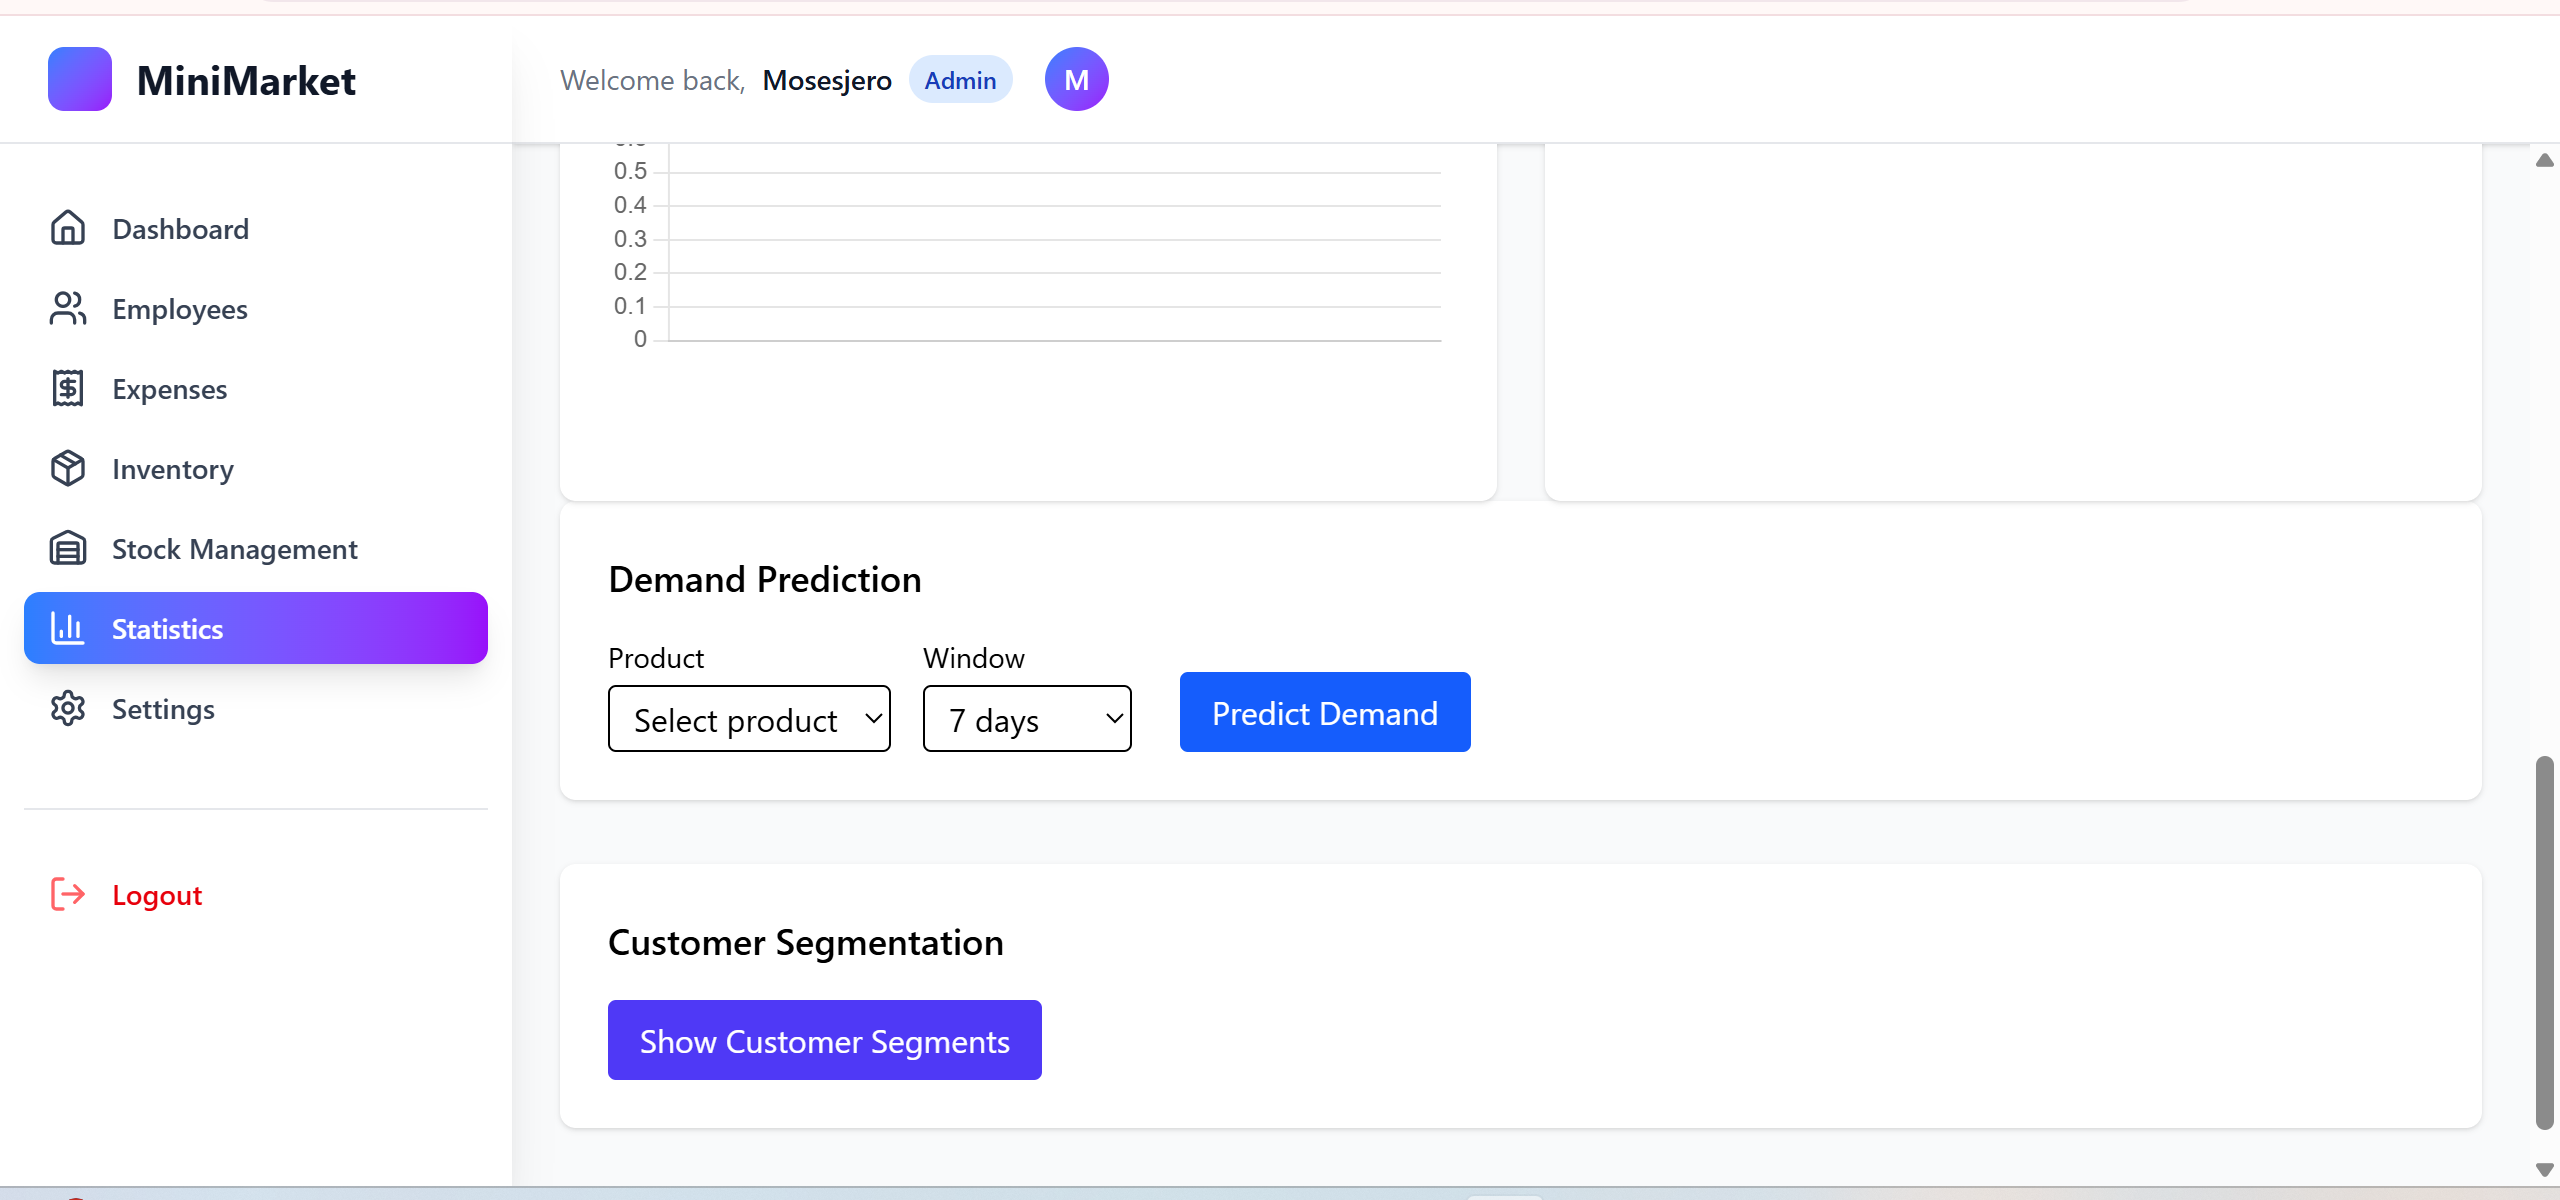 MiniMarket
Welcome back, Mosesjero Admin M
Dashboard
Employees
Expenses
Inventory
Stock Management
Statistics
Settings
Logout
0.5
0.4
0.3
0.2
0.1
0
Demand Prediction
Product Window
Select product 7 days Predict Demand
Customer Segmentation
Show Customer Segments